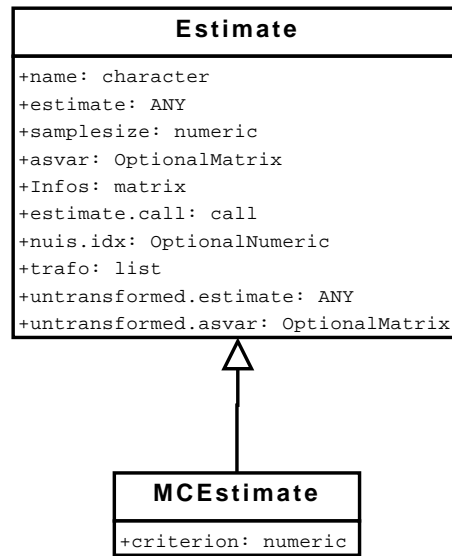 Estimate
+name: character
+estimate: ANY
+samplesize: numeric
+asvar: OptionalMatrix
+Infos: matrix
+estimate.call: call
+nuis.idx: OptionalNumeric
+trafo: list
+untransformed.estimate: ANY
+untransformed.asvar: OptionalMatrix
MCEstimate
+criterion: numeric